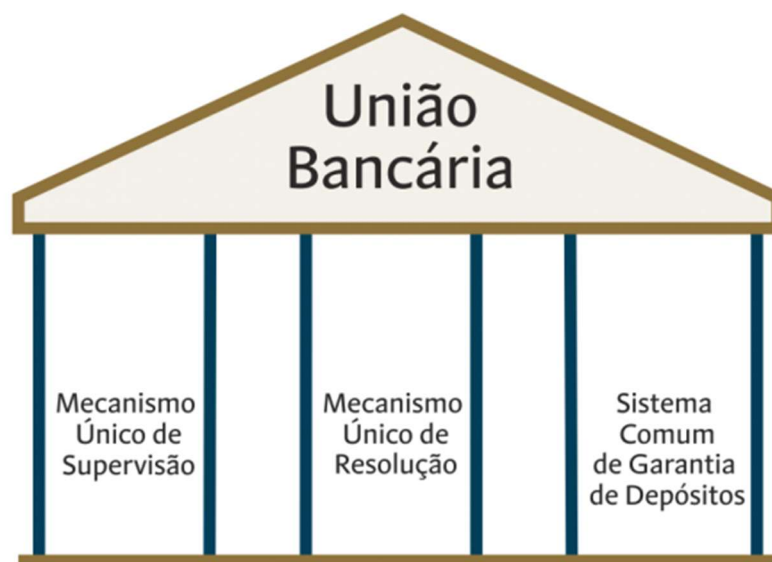 União
Bancária
Mecanismo
Único de
Supervisão
Mecanismo
Único de
Resolução
Sistema
Comum
de Garantia
de Depósitos